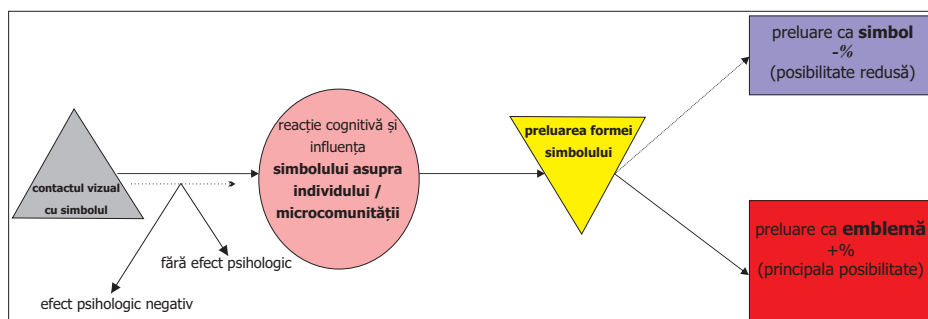 contactul vizual
cu simbolul
fără efect psihologic
efect psihologic negativ
reacție cognitivă și
influența
simbolului asupra
individului /
microcomunității
preluarea formei
simbolului
preluare ca simbol
-%
(posibilitate redusă)
preluare ca emblemă
+%
(principala posibilitate)